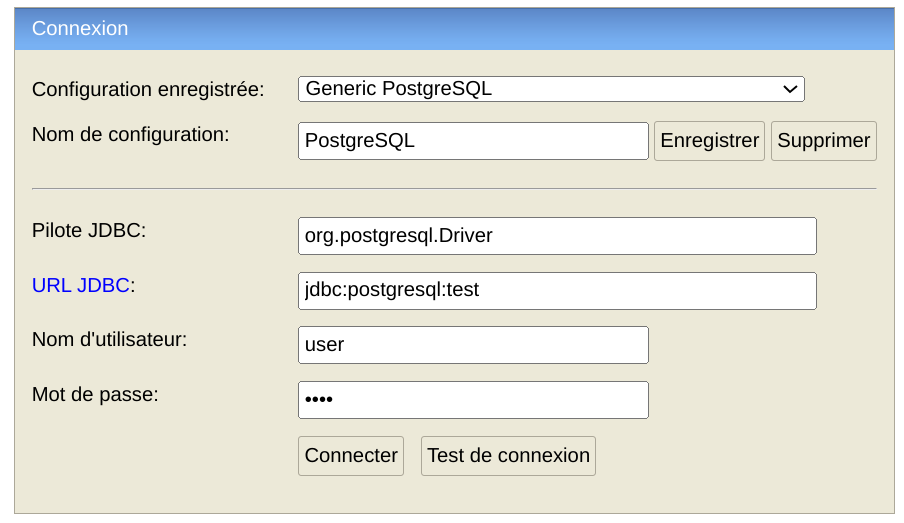 Connexion
Configuration enregistrée: Generic PostgreSQL
Nom de configuration: PostgreSQL Enregistrer Supprimer
Pilote JDBC: org.postgresql.Driver
URL JDBC: jdbc:postgresql:test
Nom d'utilisateur: user
Mot de passe: ••••
Connecter Test de connexion